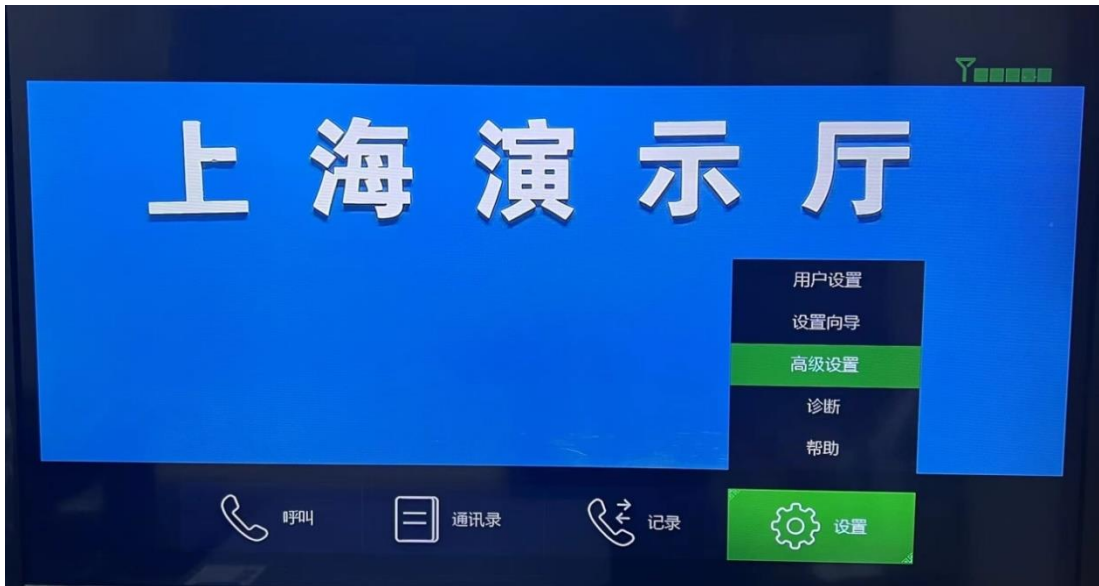 上海演示厅
用户设置
设置向导
高级设置
诊断
帮助
呼叫 通讯录 记录 设置